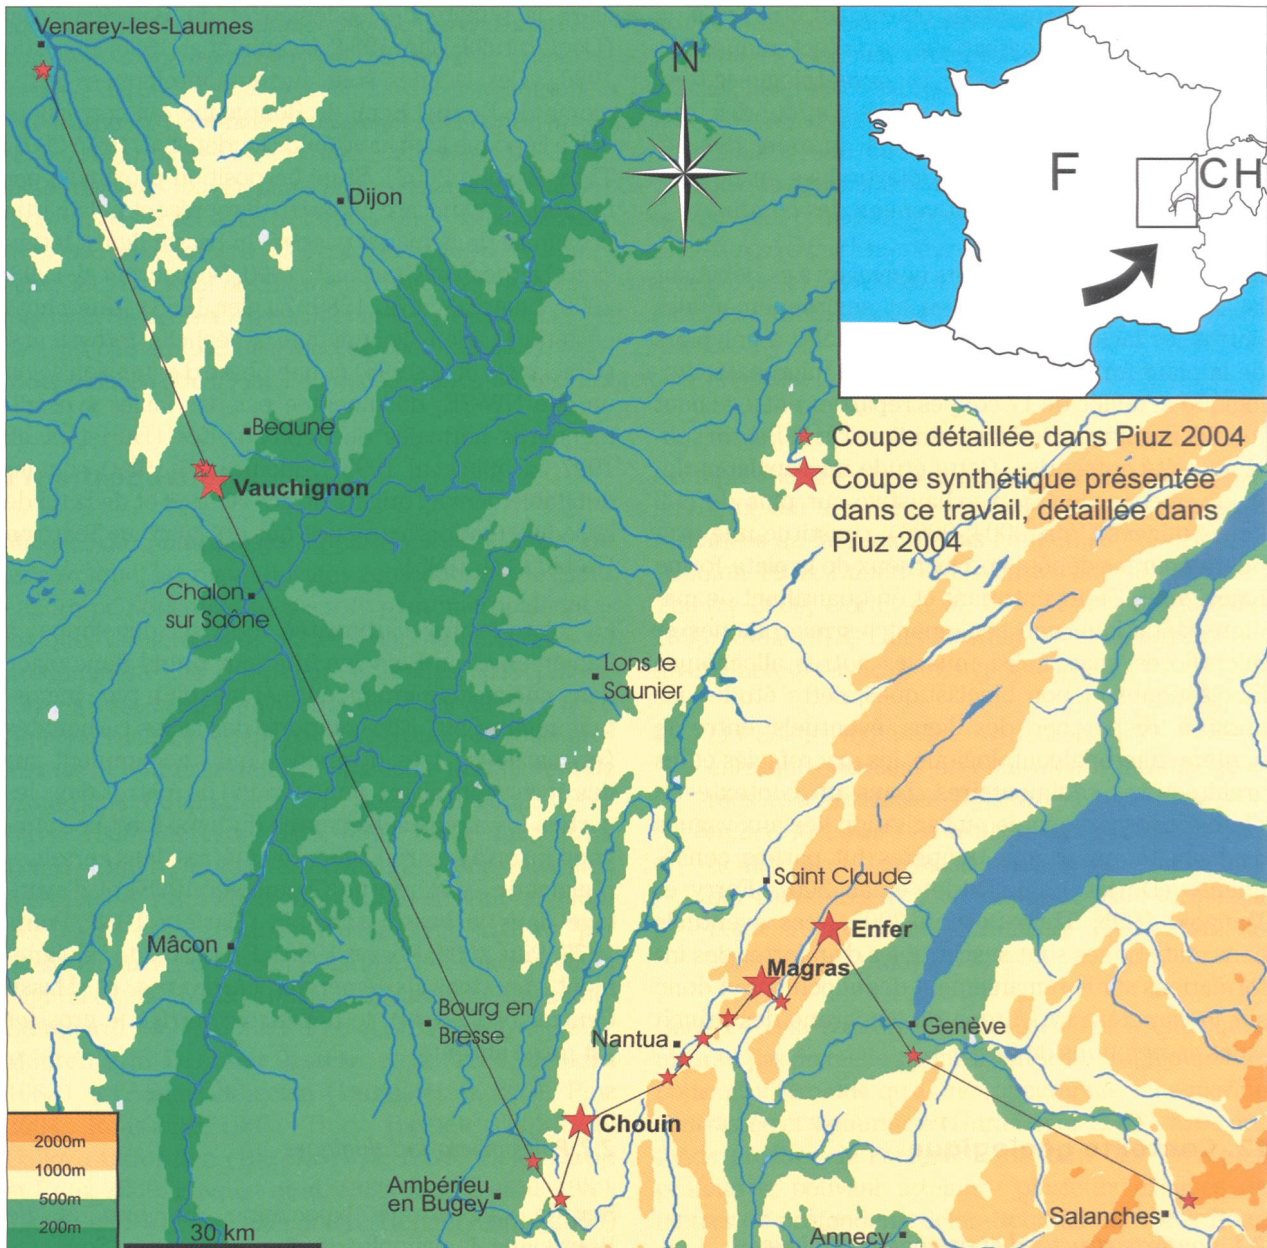 Venarey-les-Laumes
N
F
CH
Dijon
Beaune
Vauchignon
Coupe détaillée dans Piuz 2004
Coupe synthétique présentée
dans ce travail, détaillée dans
Piuz 2004
Chalon
sur Saône
Lons le
Saunier
Saint Claude
Enfer
Mâcon
Magras
Bourg en
Bresse
Nantua
Genève
Chouin
2000m
1000m
500m
200m
30 km
Ambérieu
en Bugey
Salanches
Annecy